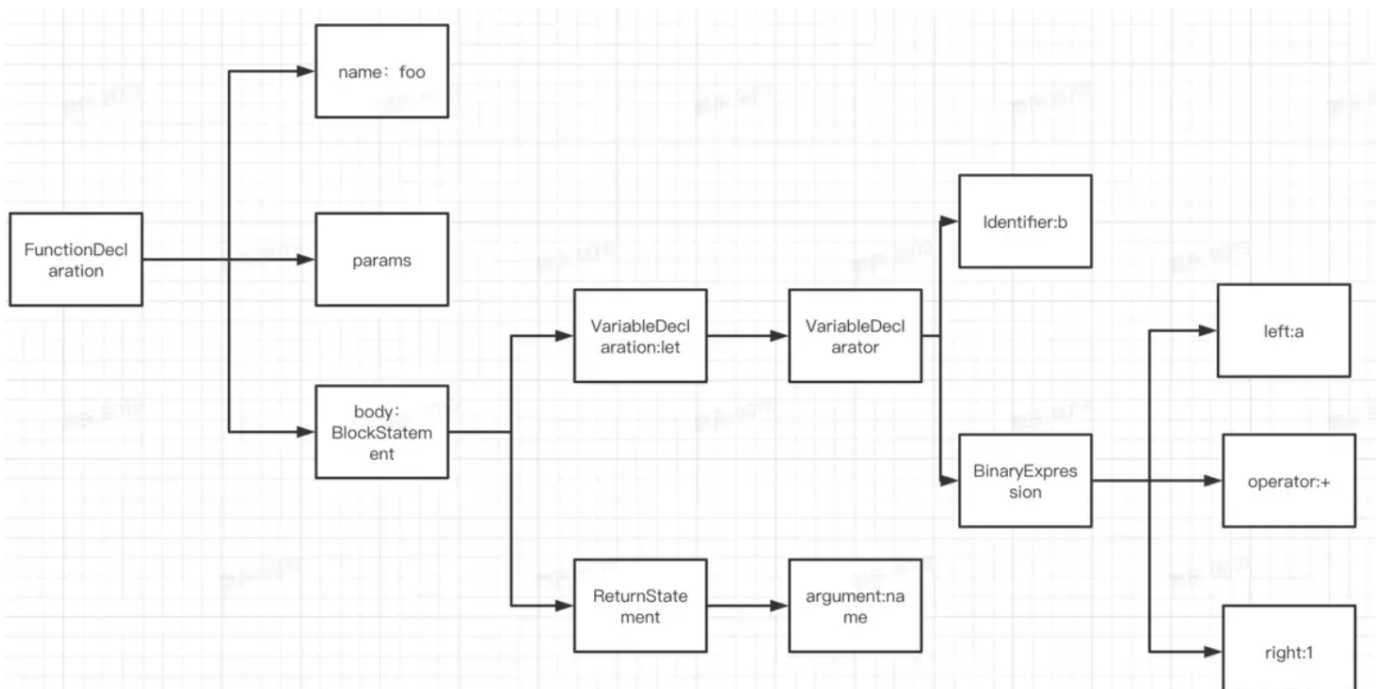 name：foo
FunctionDecl
aration
params
body：
BlockStatem
ent
VariableDecl
aration:let
VariableDecl
arator
Identifier:b
BinaryExpres
sion
left:a
operator:+
right:1
ReturnState
ment
argument:na
me